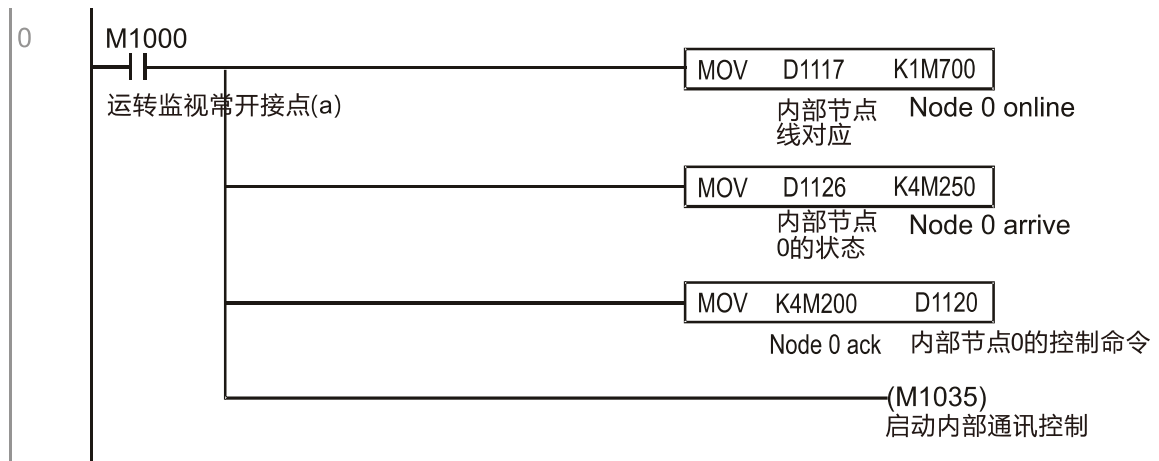 0
M1000
MOV D1117 K1M700
运转监视常开接点(a)
内部节点 Node 0 online
线对应
MOV D1126 K4M250
内部节点 Node 0 arrive
0的状态
MOV K4M200 D1120
Node 0 ack 内部节点0的控制命令
(M1035)
启动内部通讯控制